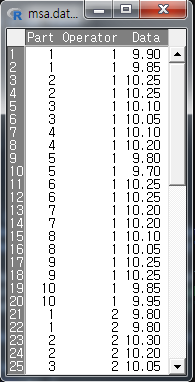 msa.dat...
Part Operator Data
1 1 1 9.90
2 1 1 9.85
3 2 1 10.25
4 2 1 10.25
5 3 1 10.10
6 3 1 10.05
7 4 1 10.10
8 4 1 10.20
9 5 1 9.80
10 5 1 9.70
11 6 1 10.25
12 6 1 10.25
13 7 1 10.20
14 7 1 10.20
15 8 1 10.10
16 8 1 10.05
17 9 1 10.25
18 9 1 10.25
19 10 1 9.85
20 10 1 9.95
21 1 2 9.80
22 1 2 9.80
23 2 2 10.30
24 2 2 10.20
25 3 2 10.05